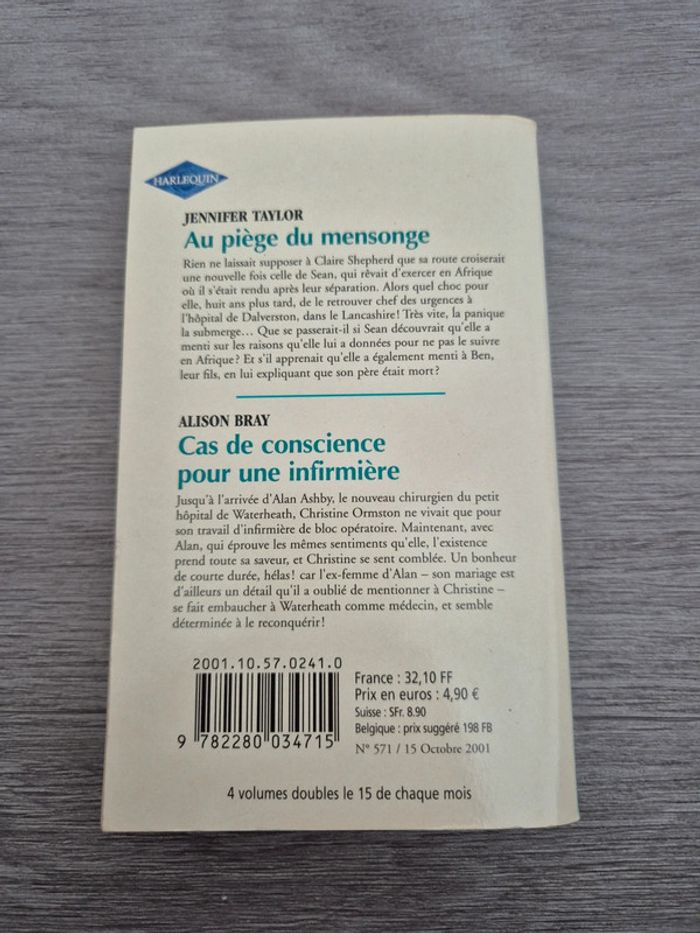 HARLEQUIN
JENNIFER TAYLOR
Au piège du mensonge
Rien ne laissait supposer à Claire Shepherd que sa route croiserait
une nouvelle fois celle de Sean, qui rêvait d'exercer en Afrique
où il s'était rendu après leur séparation. Alors quel choc pour
elle, huit ans plus tard, de le retrouver chef des urgences à
l'hôpital de Dalverston, dans le Lancashire! Très vite, la panique
la submerge... Que se passerait-il si Sean découvrait qu'elle a
menti sur les raisons qu'elle lui a données pour ne pas le suivre
en Afrique? Et s'il apprenait qu'elle a également menti à Ben,
leur fils, en lui expliquant que son père était mort?
ALISON BRAY
Cas de conscience
pour une infirmière
Jusqu'à l'arrivée d'Alan Ashby, le nouveau chirurgien du petit
hôpital de Waterheath, Christine Ormston ne vivait que pour
son travail d'infirmière de bloc opératoire. Maintenant, avec
Alan, qui éprouve les mêmes sentiments qu'elle, l'existence
prend toute sa saveur, et Christine se sent comblée. Un bonheur
de courte durée, hélas! car l'ex-femme d'Alan – son mariage est
d'ailleurs un détail qu'il a oublié de mentionner à Christine –
se fait embaucher à Waterheath comme médecin, et semble
déterminée à le reconquérir!
2001.10.57.0241.0
9 782280 034715
France : 32,10 FF
Prix en euros : 4,90 €
Suisse : SFr. 8.90
Belgique : prix suggéré 198 FB
N° 571 / 15 Octobre 2001
4 volumes doubles le 15 de chaque mois